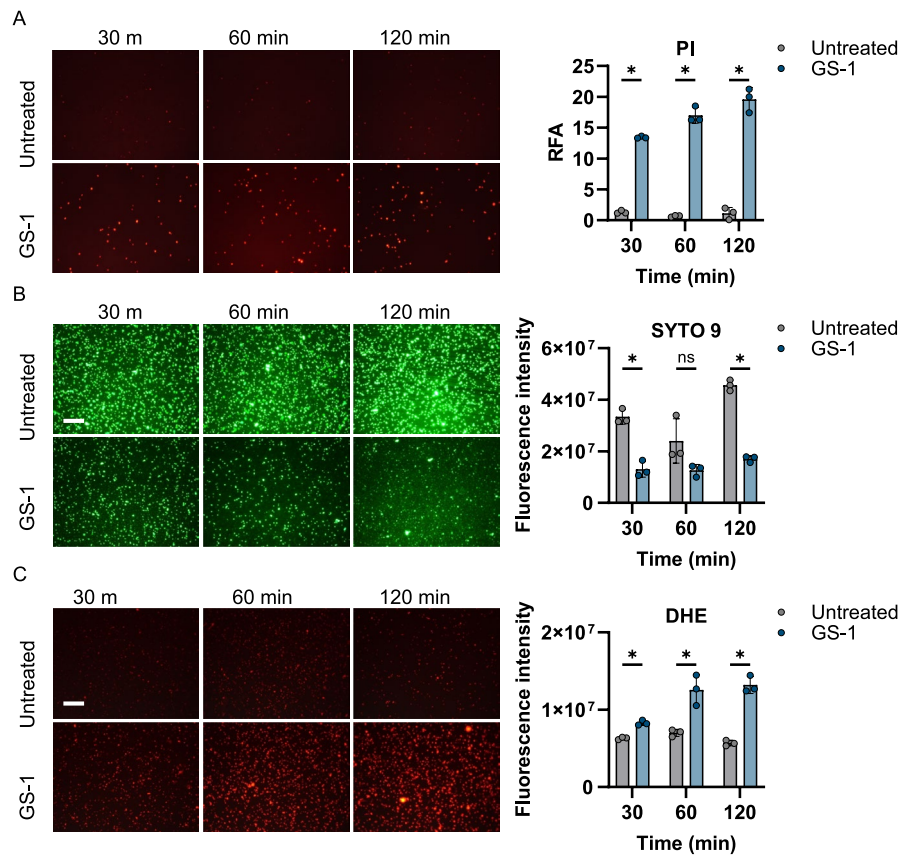 A
30 m 60 min 120 min
Untreated
GS-1
PI
Untreated
GS-1
* * *
RFA
25
20
15
10
5
0
30 60 120
Time (min)
B
30 m 60 min 120 min
Untreated
GS-1
SYTO 9
Untreated
GS-1
* ns *
Fluorescence intensity
6×10⁷
4×10⁷
2×10⁷
0
30 60 120
Time (min)
C
30 m 60 min 120 min
Untreated
GS-1
DHE
Untreated
GS-1
* * *
Fluorescence intensity
2×10⁷
1×10⁷
0
30 60 120
Time (min)